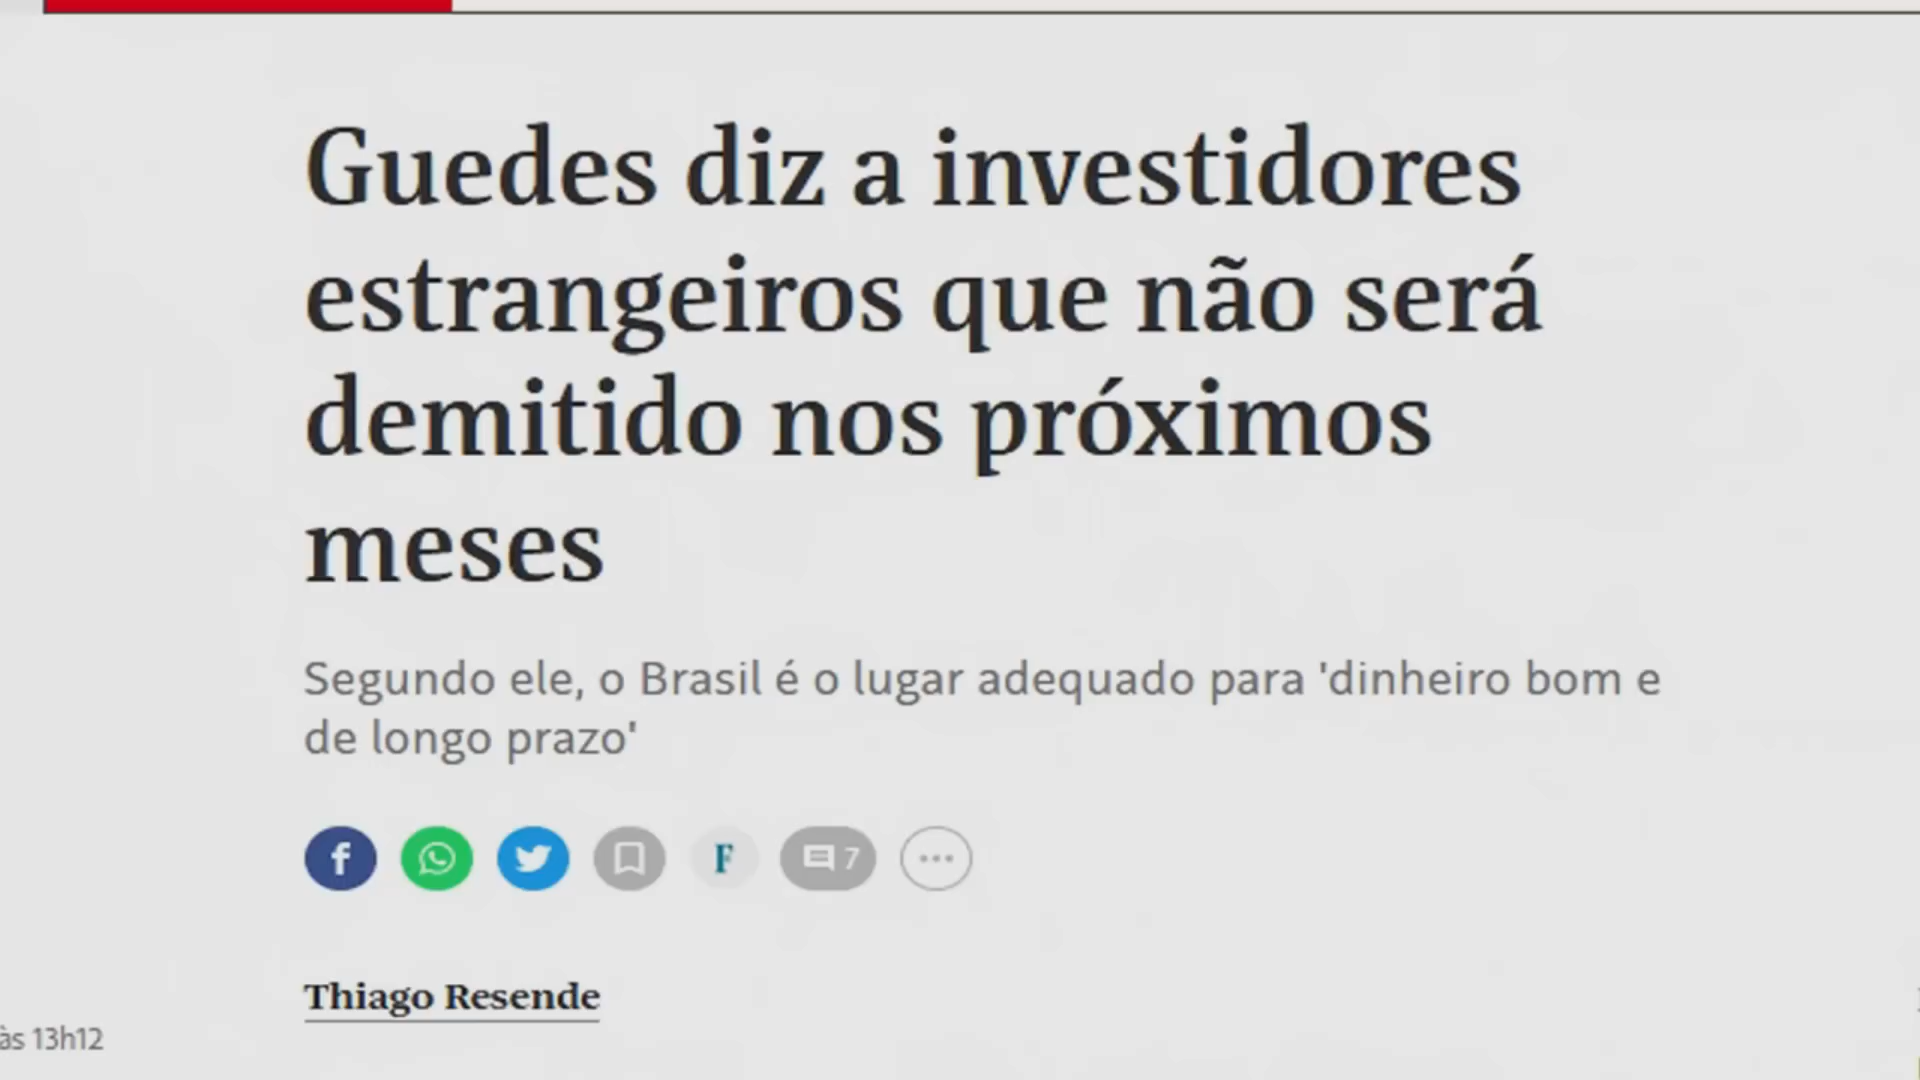 Guedes diz a investidores
estrangeiros que não será
demitido nos próximos
meses
Segundo ele, o Brasil é o lugar adequado para 'dinheiro bom e
de longo prazo'
f F 7
Thiago Resende
às 13h12